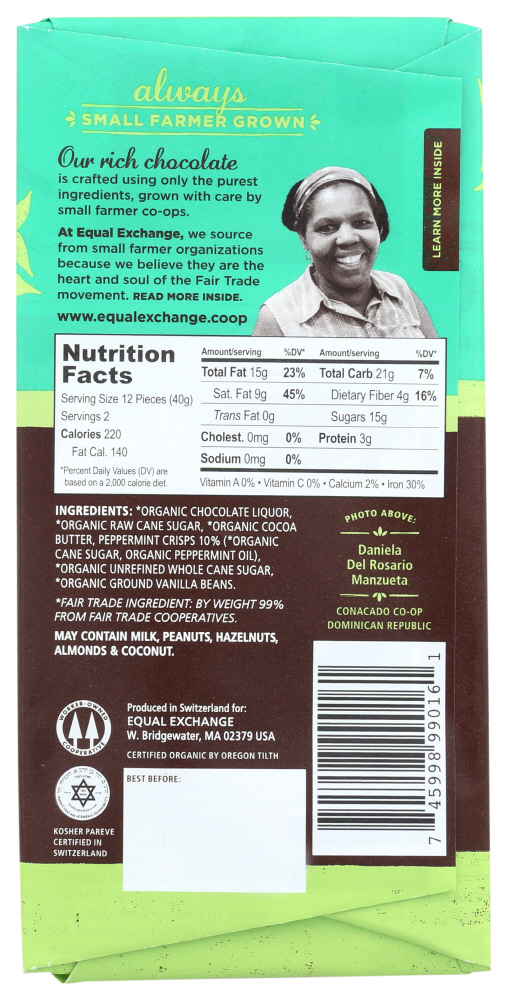 always
SMALL FARMER GROWN
Our rich chocolate
is crafted using only the purest
ingredients, grown with care by
small farmer co-ops.
At Equal Exchange, we source
from small farmer organizations
because we believe they are the
heart and soul of the Fair Trade
movement. READ MORE INSIDE.
www.equalexchange.coop
LEARN MORE INSIDE
Nutrition
Facts
Serving Size 12 Pieces (40g)
Servings 2
Calories 220
Fat Cal. 140
*Percent Daily Values (DV) are
based on a 2,000 calorie diet.
Amount/serving %DV* Amount/serving %DV*
Total Fat 15g 23% Total Carb 21g 7%
Sat. Fat 9g 45% Dietary Fiber 4g 16%
Trans Fat 0g Sugars 15g
Cholest. 0mg 0% Protein 3g
Sodium 0mg 0%
Vitamin A 0% • Vitamin C 0% • Calcium 2% • Iron 30%
INGREDIENTS: *ORGANIC CHOCOLATE LIQUOR,
*ORGANIC RAW CANE SUGAR, *ORGANIC COCOA
BUTTER, PEPPERMINT CRISPS 10% (*ORGANIC
CANE SUGAR, ORGANIC PEPPERMINT OIL),
*ORGANIC UNREFINED WHOLE CANE SUGAR,
*ORGANIC GROUND VANILLA BEANS.
*FAIR TRADE INGREDIENT: BY WEIGHT 99%
FROM FAIR TRADE COOPERATIVES.
MAY CONTAIN MILK, PEANUTS, HAZELNUTS,
ALMONDS & COCONUT.
PHOTO ABOVE:
Daniela
Del Rosario
Manzueta
CONACADO CO-OP
DOMINICAN REPUBLIC
WORKER-OWNED
COOPERATIVE
Produced in Switzerland for:
EQUAL EXCHANGE
W. Bridgewater, MA 02379 USA
CERTIFIED ORGANIC BY OREGON TILTH
KOSHER PAREVE
CERTIFIED IN
SWITZERLAND
BEST BEFORE:
7 45998 99016 1